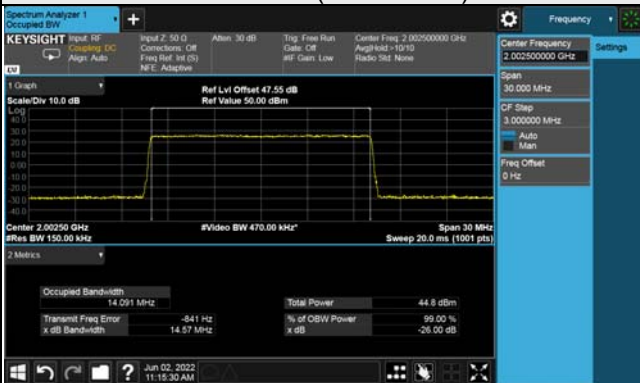 Spectrum Analyzer 1
Occupied BW
Frequency
KEYSIGHT
Input: RF
Coupling: DC
Align: Auto
Input Z: 50 Ω
Corrections: Off
Freq Ref: Int (S)
NFE: Adaptive
Atten: 30 dB
Trig: Free Run
Gate: Off
#IF Gain: Low
Center Freq: 2.002500000 GHz
Avg|Hold:>10/10
Radio Std: None
Center Frequency
2.002500000 GHz
Settings
Span
30.000 MHz
CF Step
3.000000 MHz
Auto
Man
Freq Offset
0 Hz
1 Graph
Scale/Div 10.0 dB
Ref Lvl Offset 47.55 dB
Ref Value 50.00 dBm
Log
40.0
30.0
20.0
10.0
0.00
-10.0
-20.0
-30.0
-40.0
Center 2.00250 GHz
#Res BW 150.00 kHz
#Video BW 470.00 kHz*
Span 30 MHz
Sweep 20.0 ms (1001 pts)
2 Metrics
Occupied Bandwidth
14.091 MHz
Total Power 44.8 dBm
Transmit Freq Error -841 Hz
% of OBW Power 99.00 %
x dB Bandwidth 14.57 MHz
x dB -26.00 dB
?
Jun 02, 2022
11:15:30 AM